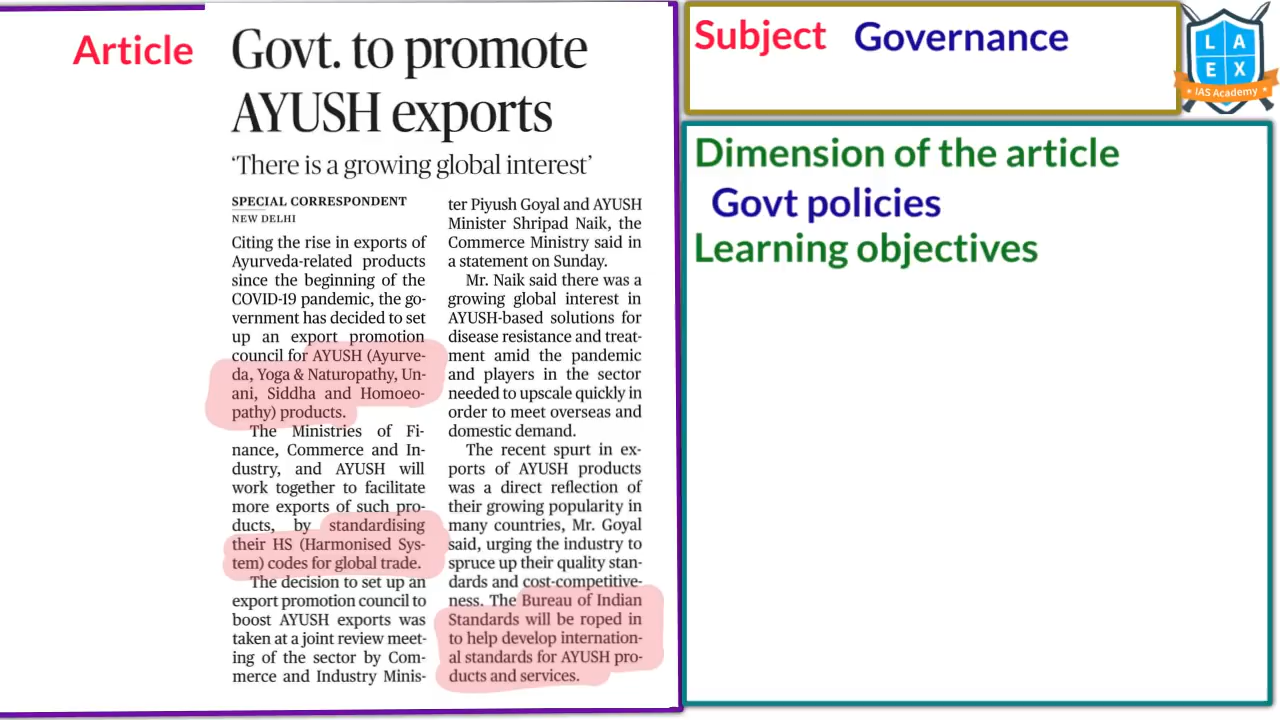 Article
Govt. to promote
AYUSH exports
‘There is a growing global interest’
SPECIAL CORRESPONDENT
NEW DELHI
Citing the rise in exports of
Ayurveda-related products
since the beginning of the
COVID-19 pandemic, the go-
vernment has decided to set
up an export promotion
council for AYUSH (Ayurve-
da, Yoga & Naturopathy, Un-
ani, Siddha and Homoeo-
pathy) products.
The Ministries of Fi-
nance, Commerce and In-
dustry, and AYUSH will
work together to facilitate
more exports of such pro-
ducts, by standardising
their HS (Harmonised Sys-
tem) codes for global trade.
The decision to set up an
export promotion council to
boost AYUSH exports was
taken at a joint review meet-
ing of the sector by Com-
merce and Industry Minis-
ter Piyush Goyal and AYUSH
Minister Shripad Naik, the
Commerce Ministry said in
a statement on Sunday.
Mr. Naik said there was a
growing global interest in
AYUSH-based solutions for
disease resistance and treat-
ment amid the pandemic
and players in the sector
needed to upscale quickly in
order to meet overseas and
domestic demand.
The recent spurt in ex-
ports of AYUSH products
was a direct reflection of
their growing popularity in
many countries, Mr. Goyal
said, urging the industry to
spruce up their quality stan-
dards and cost-competitive-
ness. The Bureau of Indian
Standards will be roped in
to help develop internation-
al standards for AYUSH pro-
ducts and services.
Subject Governance
L A
E X
IAS Academy
Dimension of the article
Govt policies
Learning objectives